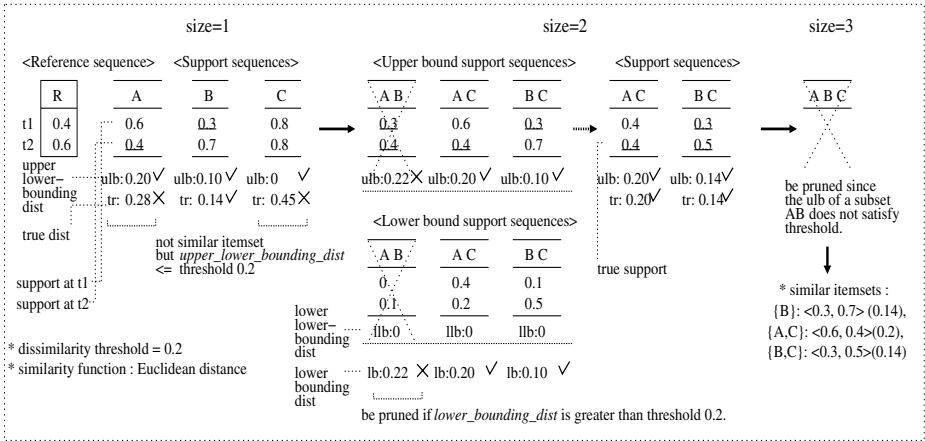 size=1 size=2 size=3
<Reference sequence> <Support sequences> <Upper bound support sequences> <Support sequences>
R A B C A B A C B C A C B C A B C
t1 0.4 0.6 0.3 0.8 0.3 0.6 0.3 0.4 0.3
t2 0.6 0.4 0.7 0.8 0.4 0.4 0.7 0.4 0.5
upper
lower-
bounding
dist
ulb:0.20 ulb:0.10 ulb:0 ulb:0.22 ulb:0.20 ulb:0.10 ulb:0.20 ulb:0.14
tr: 0.28 tr: 0.14 tr: 0.45 tr: 0.20 tr: 0.14
true dist
be pruned since
the ulb of a subset
AB does not satisfy
threshold.
not similar itemset
but upper_lower_bounding_dist
<= threshold 0.2
<Lower bound support sequences>
A B A C B C
true support
support at t1 0 0.4 0.1
support at t2 0.1 0.2 0.5
lower
lower-
bounding
dist
llb:0 llb:0 llb:0
* similar itemsets :
{B}: <0.3, 0.7> (0.14),
{A,C}: <0.6, 0.4>(0.2),
{B,C}: <0.3, 0.5>(0.14)
* dissimilarity threshold = 0.2
* similarity function : Euclidean distance
lower
bounding
dist
lb:0.22 lb:0.20 lb:0.10
be pruned if lower_bounding_dist is greater than threshold 0.2.